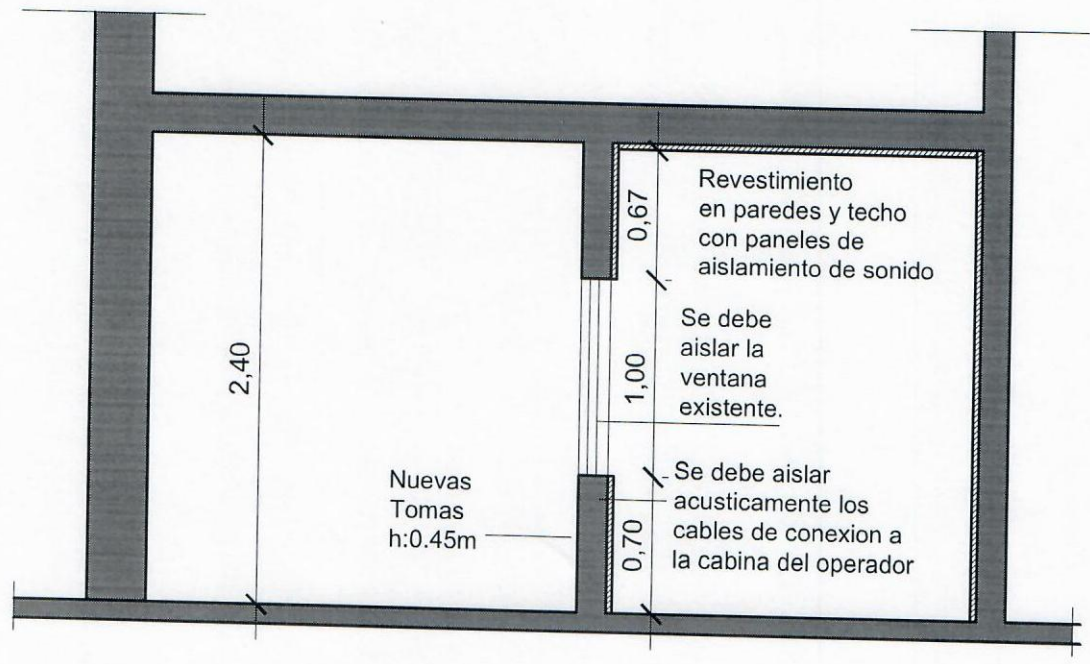 2,40
Nuevas
Tomas
h:0.45m
0,67
1,00
0,70
Revestimiento
en paredes y techo
con paneles de
aislamiento de sonido
Se debe
aislar la
ventana
existente.
Se debe aislar
acusticamente los
cables de conexion a
la cabina del operador